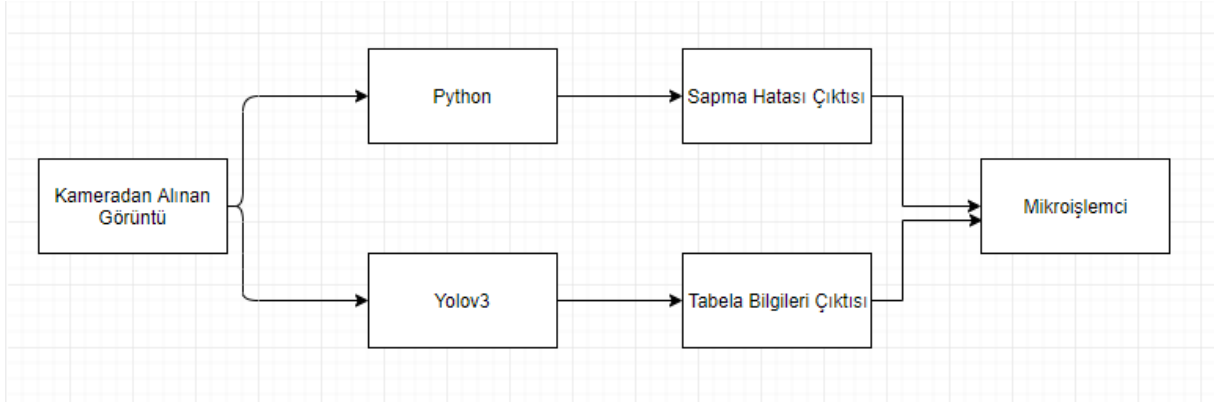 Kameradan Alınan
Görüntü
Python
Sapma Hatası Çıktısı
Yolov3
Tabela Bilgileri Çıktısı
Mikroişlemci